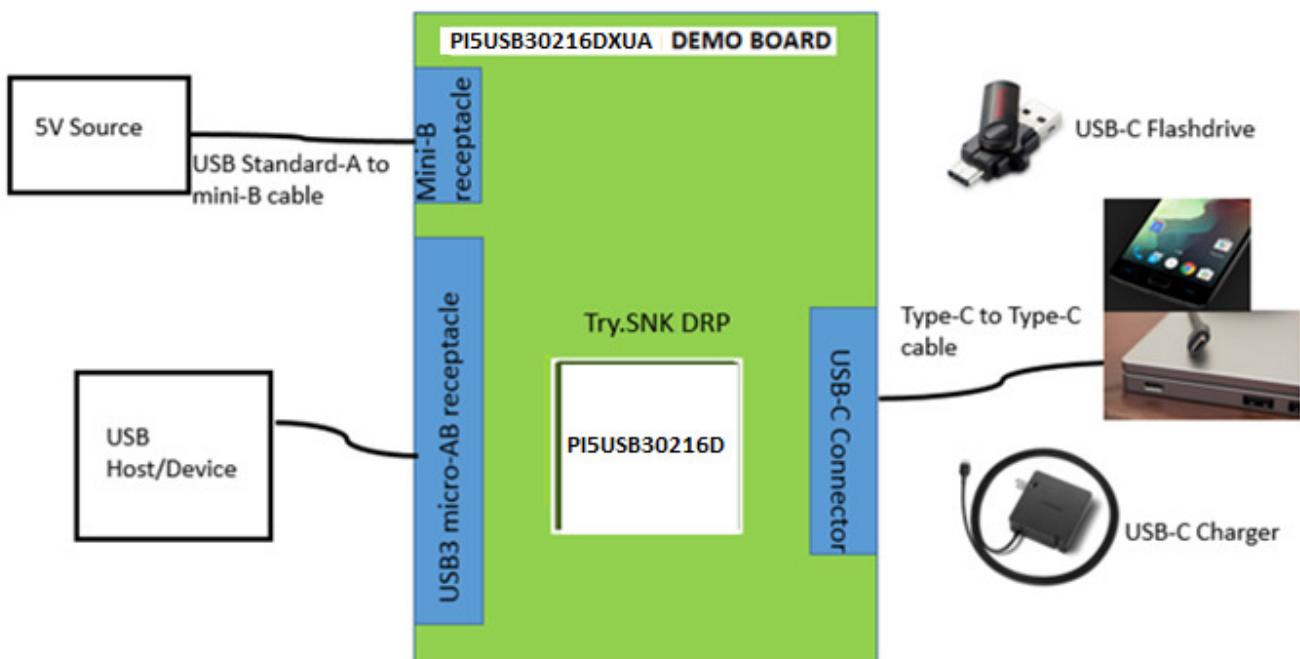 PI5USB30216DXUA DEMO BOARD
5V Source
USB Standard-A to
mini-B cable
Mini-B
receptacle
USB-C Flashdrive
USB3 micro-AB receptacle
Try.SNK DRP
PI5USB30216D
USB-C Connector
Type-C to Type-C
cable
USB
Host/Device
USB-C Charger